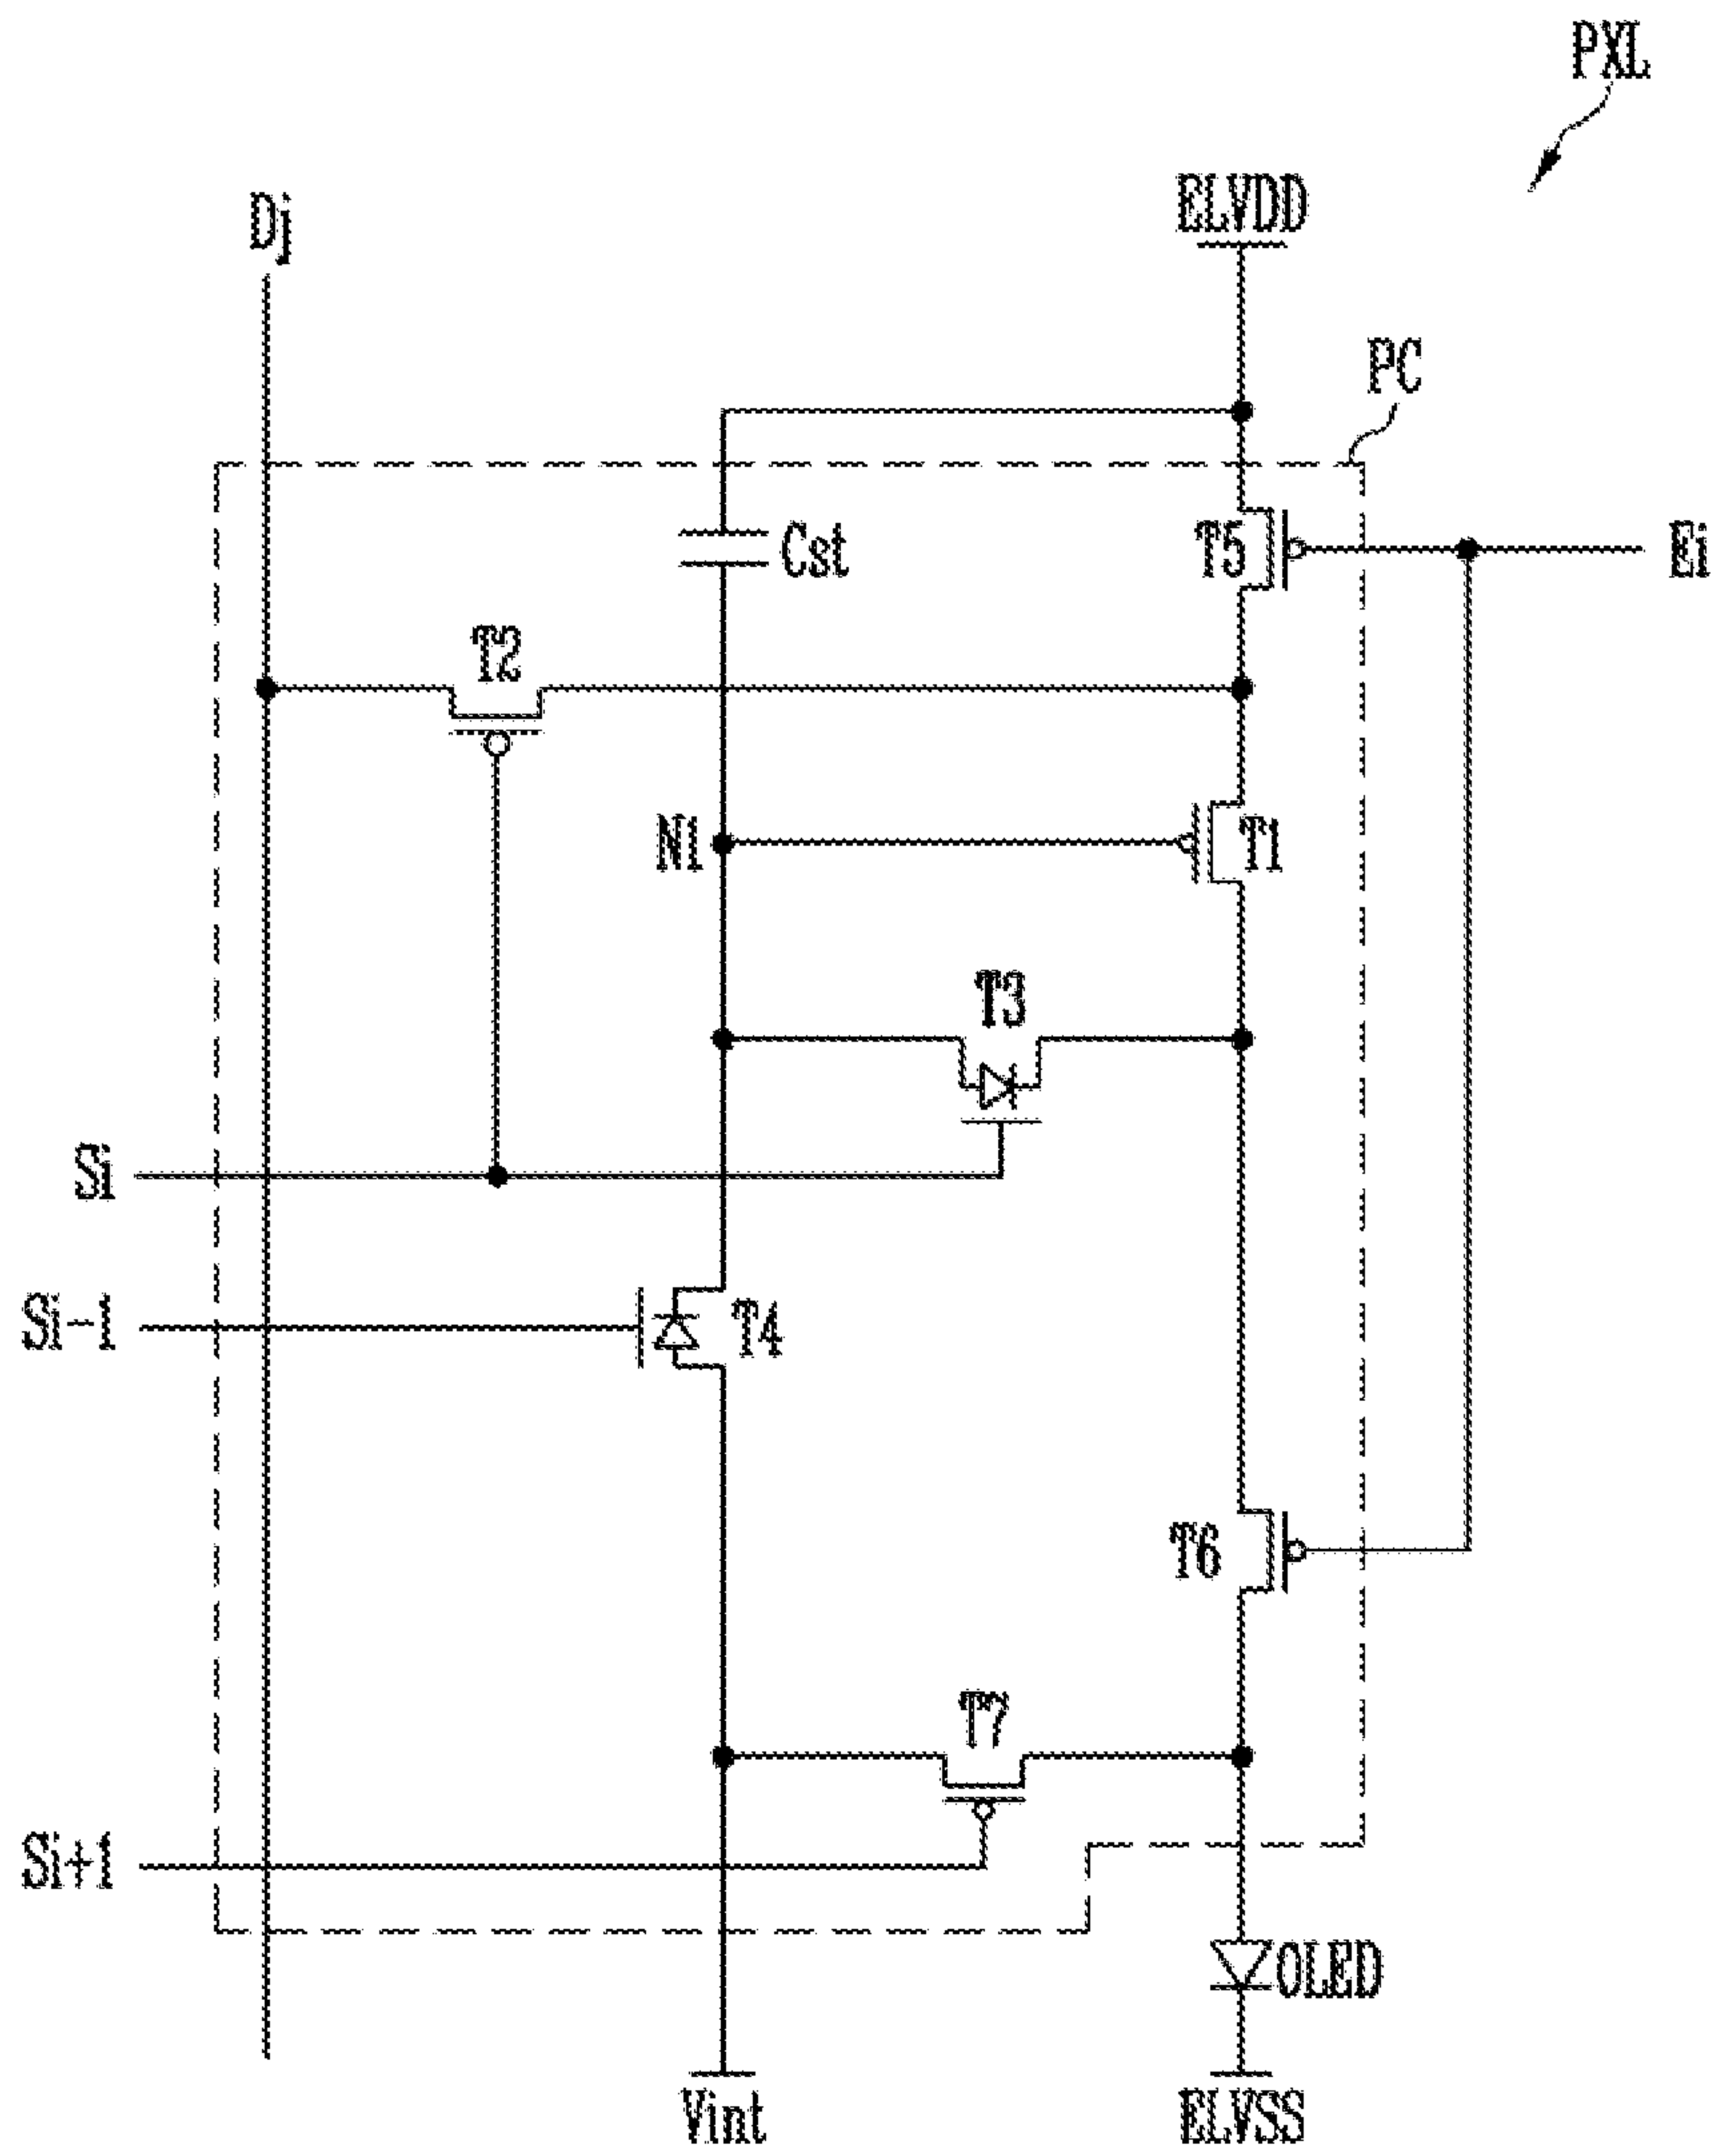 PXL
ELVDD
Dj
PC
Cst
T5
Ei
T2
N1
T1
T3
Si
Si-1
T4
T6
T7
Si+1
OLED
Vint
ELVSS